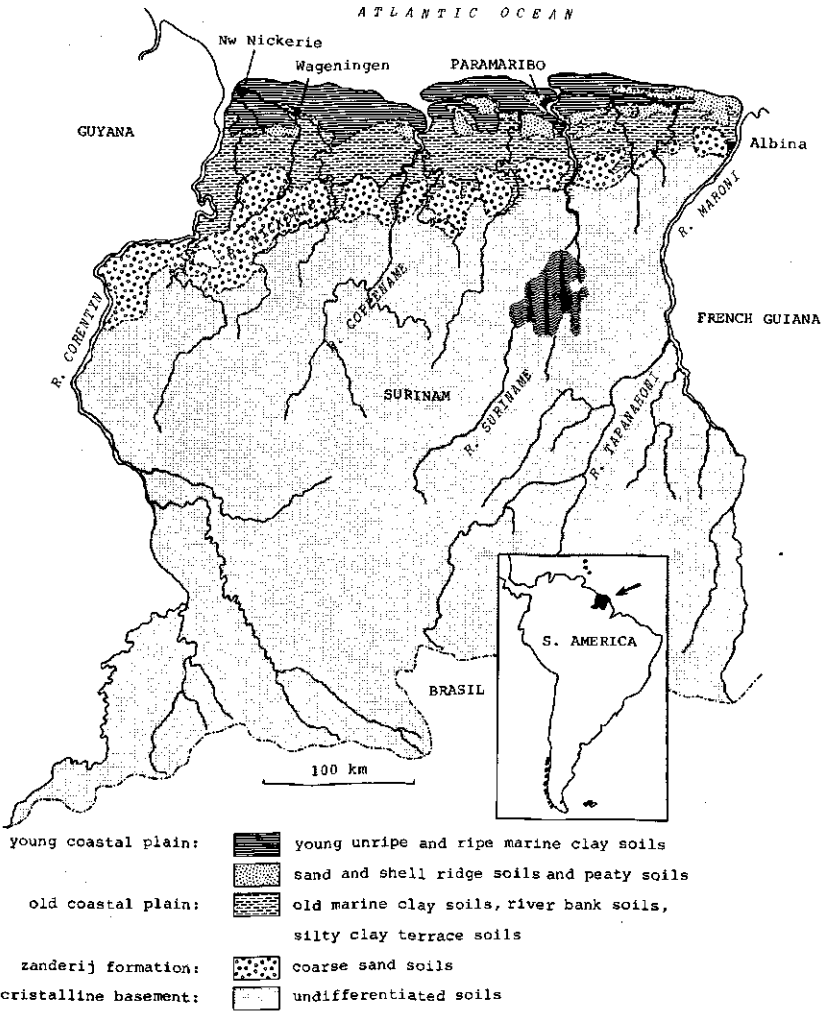 ATLANTIC OCEAN
Nw Nickerie
Wageningen
PARAMARIBO
GUYANA
Albina
R. MARONI
R. NICKERIE
R. COPPENAME
R. CORENTYN
FRENCH GUIANA
SURINAM
R. SURINAME
R. TAPANAHONI
S. AMERICA
BRASIL
100 km
young coastal plain: young unripe and ripe marine clay soils
sand and shell ridge soils and peaty soils
old coastal plain: old marine clay soils, river bank soils,
silty clay terrace soils
zanderij formation: coarse sand soils
cristalline basement: undifferentiated soils